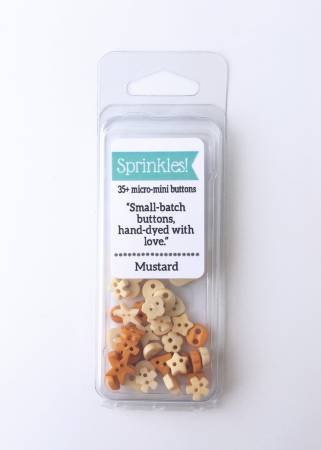 Sprinkles!
35+ micro-mini buttons
“Small-batch
buttons,
hand-dyed with
love.”
Mustard